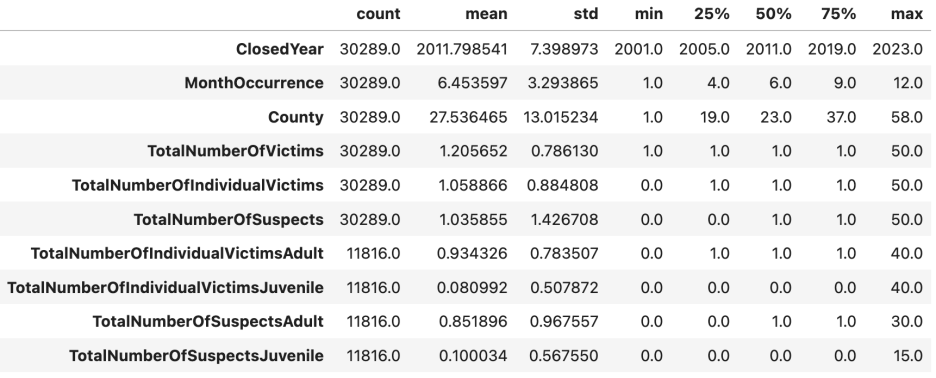 count mean std min 25% 50% 75% max
ClosedYear 30289.0 2011.798541 7.398973 2001.0 2005.0 2011.0 2019.0 2023.0
MonthOccurrence 30289.0 6.453597 3.293865 1.0 4.0 6.0 9.0 12.0
County 30289.0 27.536465 13.015234 1.0 19.0 23.0 37.0 58.0
TotalNumberOfVictims 30289.0 1.205652 0.786130 1.0 1.0 1.0 1.0 50.0
TotalNumberOfIndividualVictims 30289.0 1.058866 0.884808 0.0 1.0 1.0 1.0 50.0
TotalNumberOfSuspects 30289.0 1.035855 1.426708 0.0 0.0 1.0 1.0 50.0
TotalNumberOfIndividualVictimsAdult 11816.0 0.934326 0.783507 0.0 1.0 1.0 1.0 40.0
TotalNumberOfIndividualVictimsJuvenile 11816.0 0.080992 0.507872 0.0 0.0 0.0 0.0 40.0
TotalNumberOfSuspectsAdult 11816.0 0.851896 0.967557 0.0 0.0 1.0 1.0 30.0
TotalNumberOfSuspectsJuvenile 11816.0 0.100034 0.567550 0.0 0.0 0.0 0.0 15.0